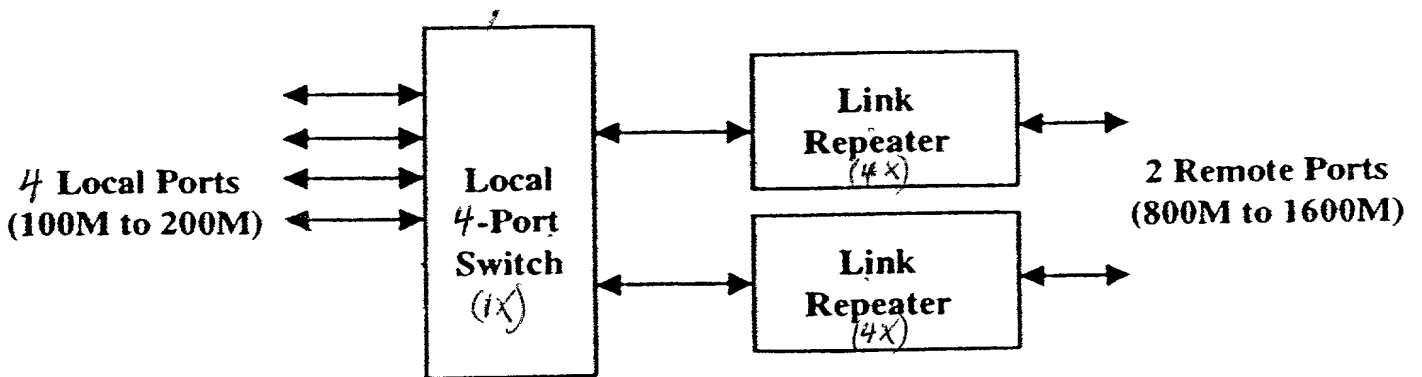 4 Local Ports
(100M to 200M)
Local
4-Port
Switch
(1X)
Link
Repeater
(4X)
Link
Repeater
(4X)
2 Remote Ports
(800M to 1600M)